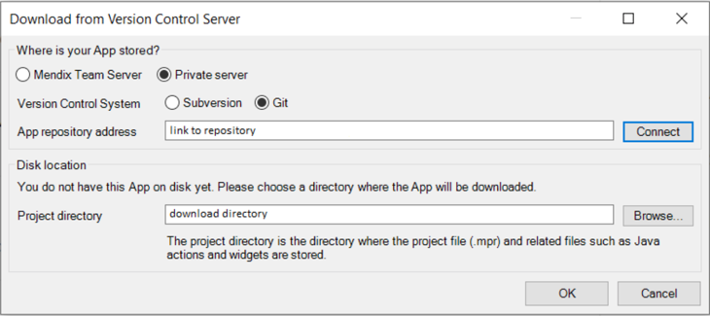 Download from Version Control Server
Where is your App stored?
Mendix Team Server Private server
Version Control System Subversion Git
App repository address link to repository Connect
Disk location
You do not have this App on disk yet. Please choose a directory where the App will be downloaded.
Project directory download directory Browse...
The project directory is the directory where the project file (.mpr) and related files such as Java
actions and widgets are stored.
OK Cancel